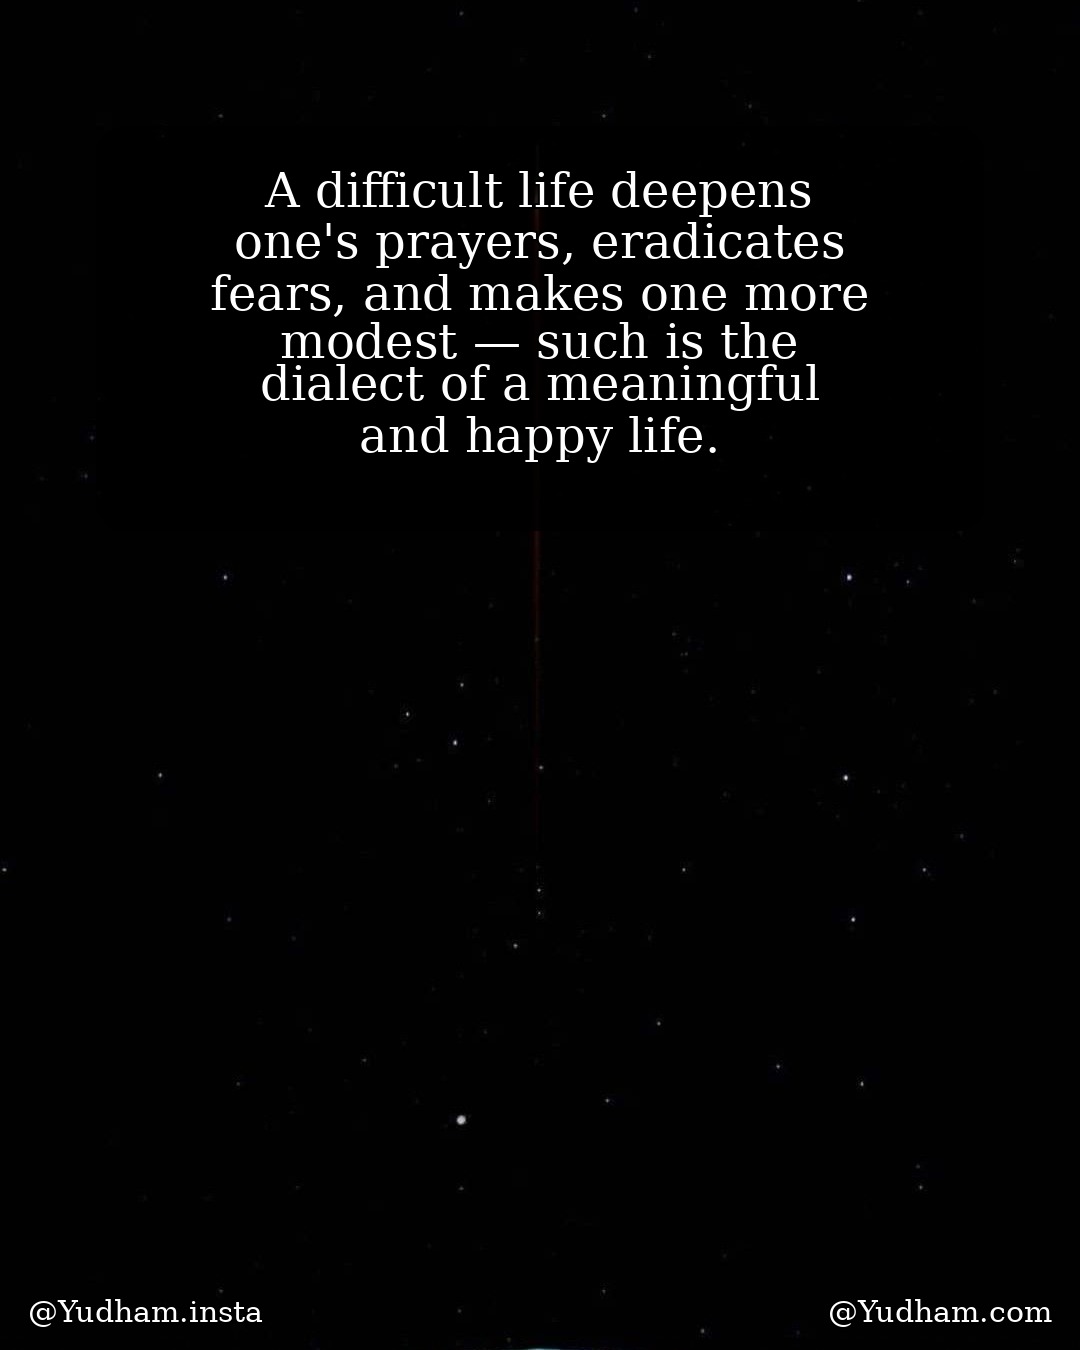 A difficult life deepens
one's prayers, eradicates
fears, and makes one more
modest — such is the
dialect of a meaningful
and happy life.
@Yudham.insta
@Yudham.com